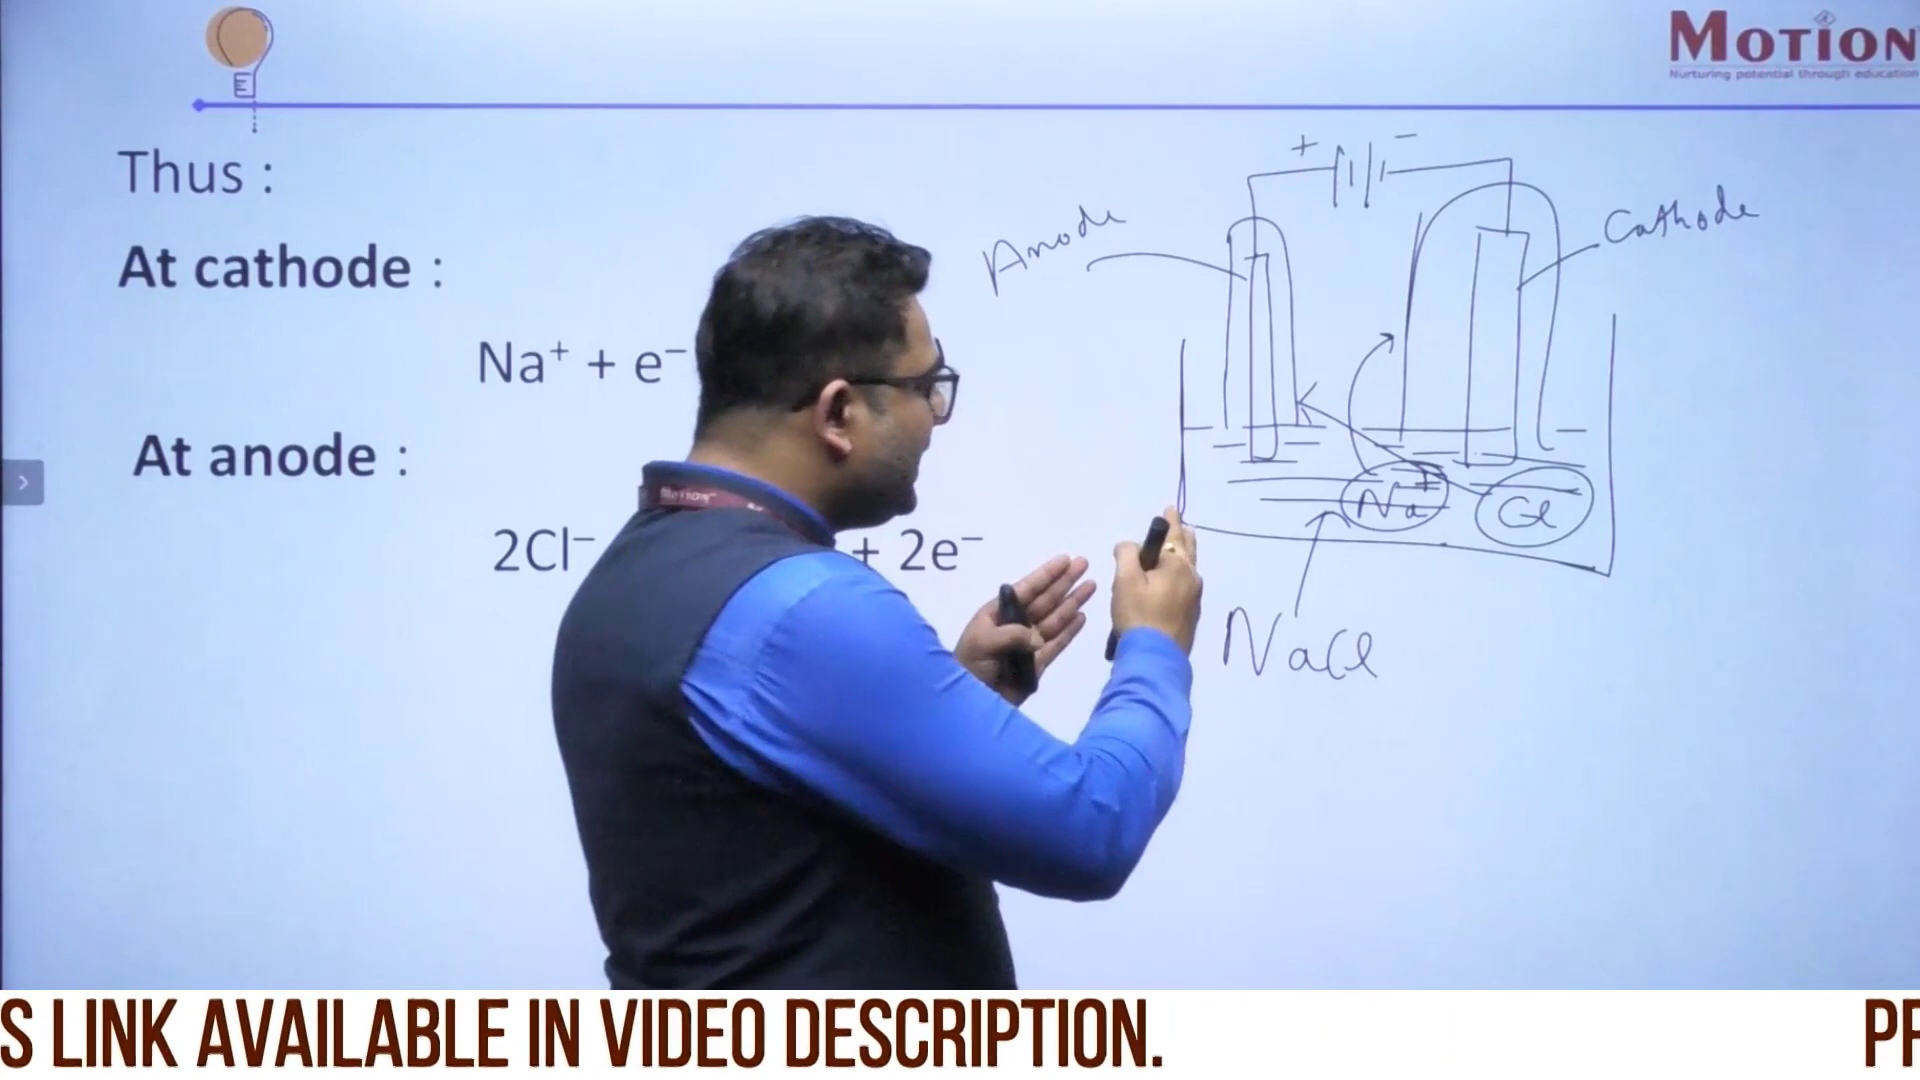 MOTION
Nurturing potential through education
Thus :
At cathode :
Na⁺ + e⁻
At anode :
2Cl⁻ + 2e⁻
+ −
Anode
Cathode
Na⁺
Cl
NaCl
MOTION
S LINK AVAILABLE IN VIDEO DESCRIPTION.
PR